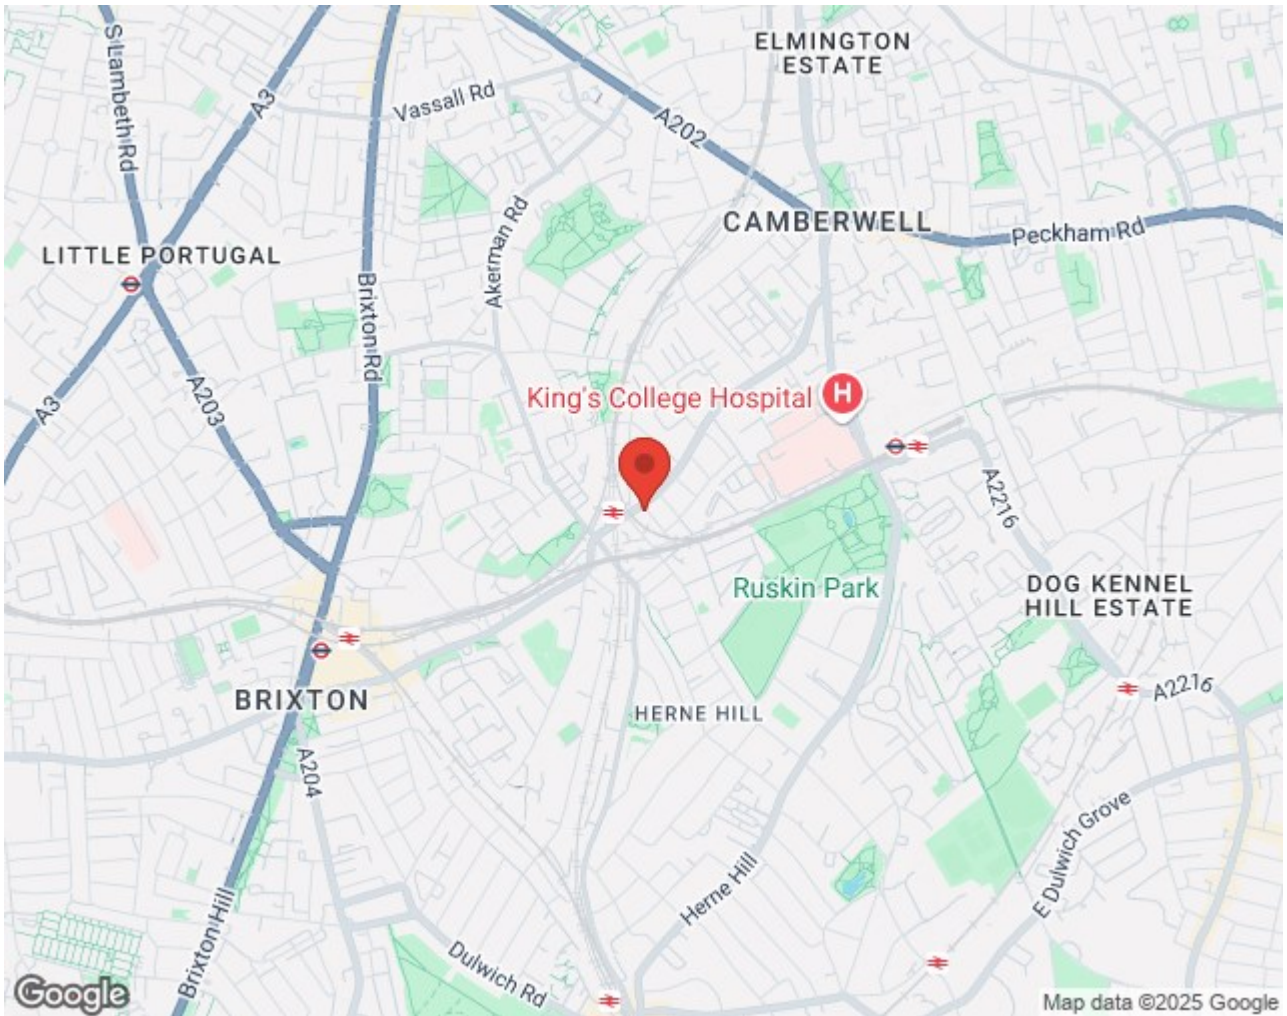 S Lambeth Rd
A3
Vassall Rd
A202
ELMINGTON
ESTATE
Akerman Rd
CAMBERWELL
Peckham Rd
LITTLE PORTUGAL
Brixton Rd
A3
A203
King's College Hospital
H
A2216
Ruskin Park
DOG KENNEL
HILL ESTATE
BRIXTON
HERNE HILL
A2216
A204
E Dulwich Grove
Herne Hill
Brixton Hill
Dulwich Rd
Google
Map data ©2025 Google